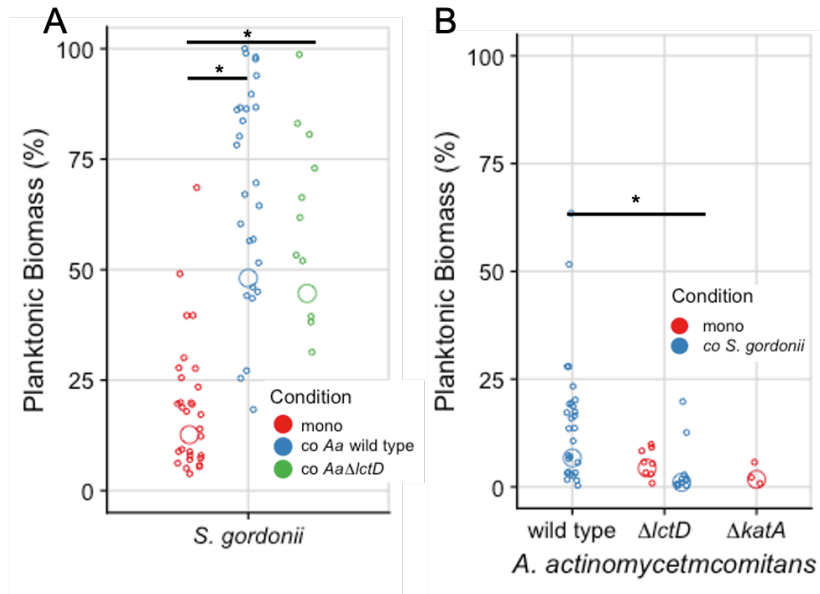 A
*
*
Planktonic Biomass (%)
100
75
50
25
0
Condition
mono
co Aa wild type
co AaΔlctD
S. gordonii
B
*
Planktonic Biomass (%)
100
75
50
25
0
Condition
mono
co S. gordonii
wild type ΔlctD ΔkatA
A. actinomycetmcomitans